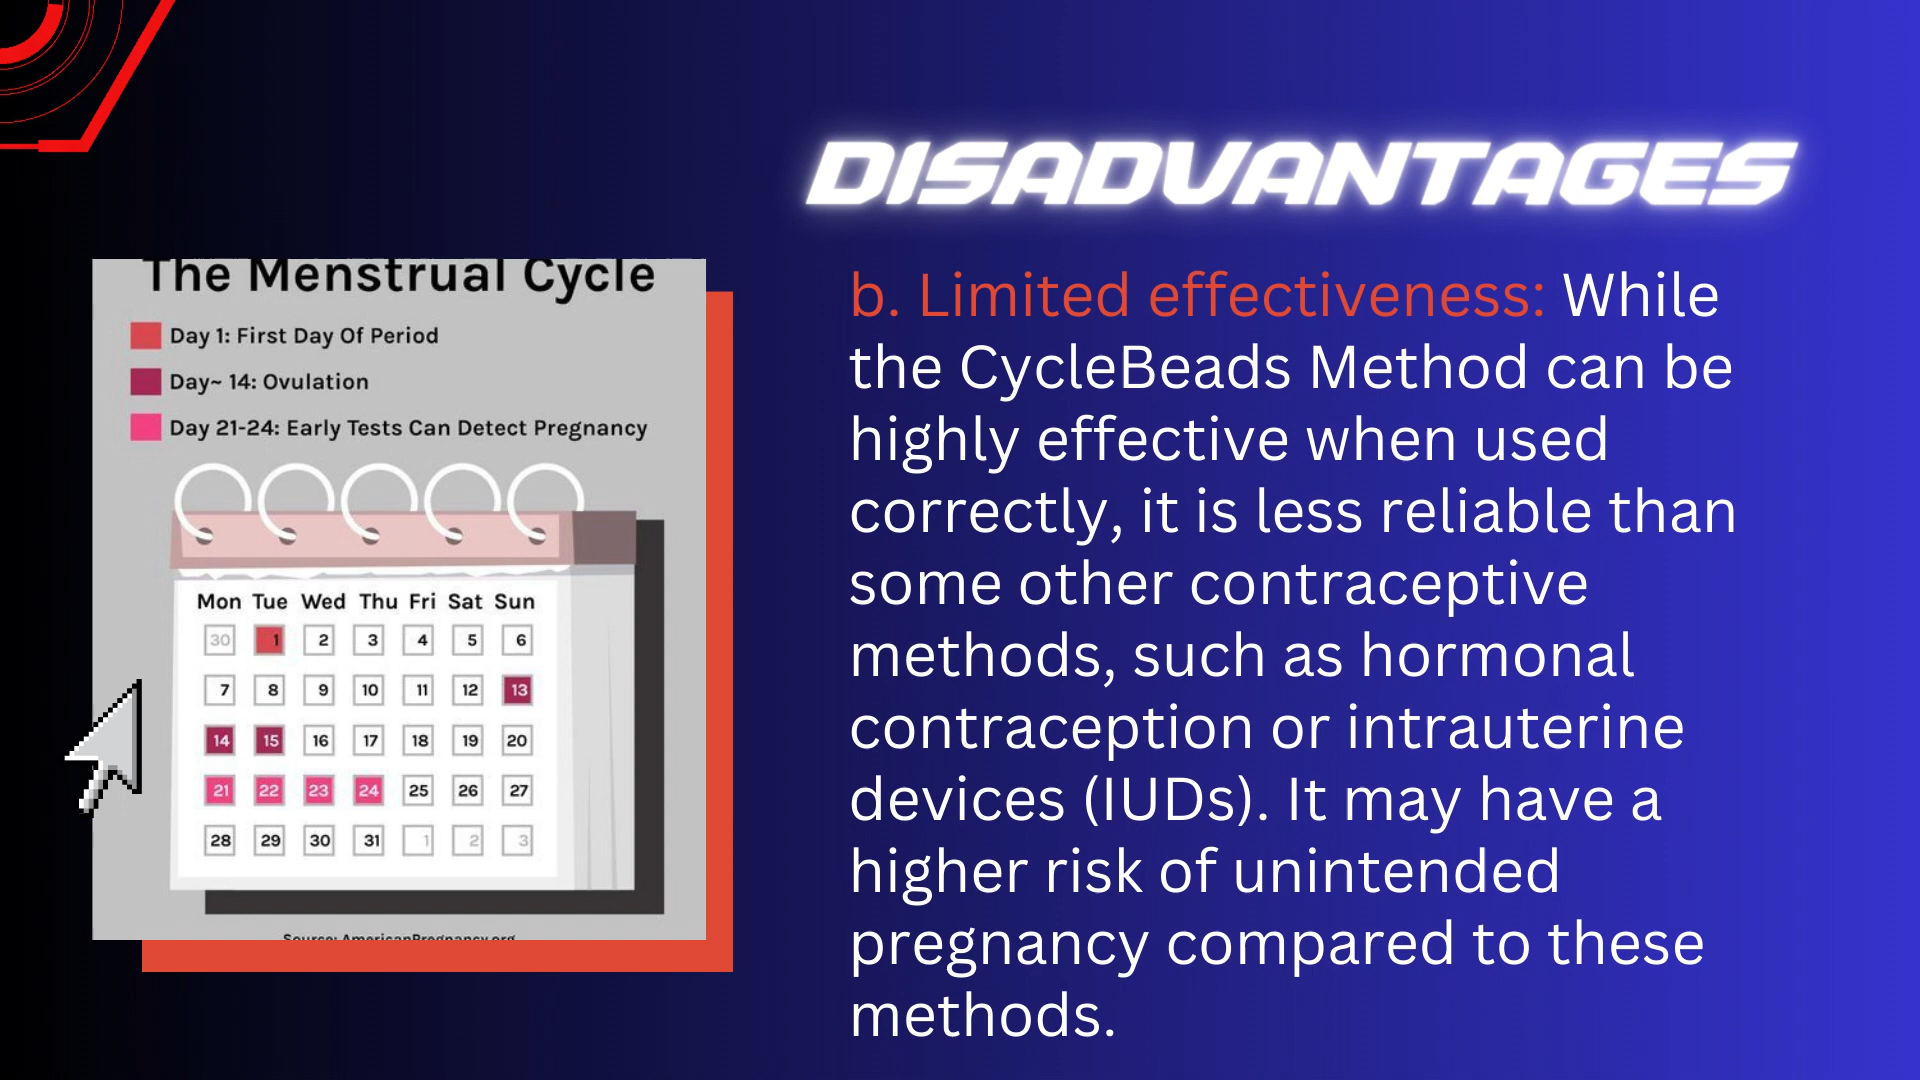 DISADVANTAGES
The Menstrual Cycle
Day 1: First Day Of Period
Day~ 14: Ovulation
Day 21-24: Early Tests Can Detect Pregnancy
Mon Tue Wed Thu Fri Sat Sun
30 1 2 3 4 5 6
7 8 9 10 11 12 13
14 15 16 17 18 19 20
21 22 23 24 25 26 27
28 29 30 31 1 2 3
Source: AmericanPregnancy.org
b. Limited effectiveness: While
the CycleBeads Method can be
highly effective when used
correctly, it is less reliable than
some other contraceptive
methods, such as hormonal
contraception or intrauterine
devices (IUDs). It may have a
higher risk of unintended
pregnancy compared to these
methods.